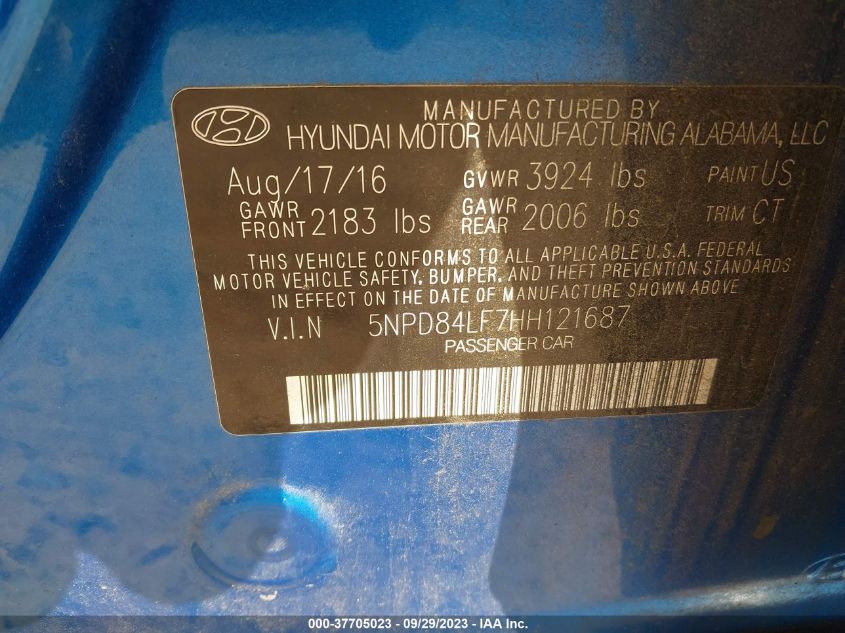 MANUFACTURED BY
HYUNDAI MOTOR MANUFACTURING ALABAMA, LLC
Aug/17/16 GVWR 3924 lbs PAINT US
GAWR FRONT 2183 lbs GAWR REAR 2006 lbs TRIM CT
THIS VEHICLE CONFORMS TO ALL APPLICABLE U.S.A. FEDERAL
MOTOR VEHICLE SAFETY, BUMPER, AND THEFT PREVENTION STANDARDS
IN EFFECT ON THE DATE OF MANUFACTURE SHOWN ABOVE
V.I.N 5NPD84LF7HH121687
PASSENGER CAR
000-37705023 - 09/29/2023 - IAA Inc.